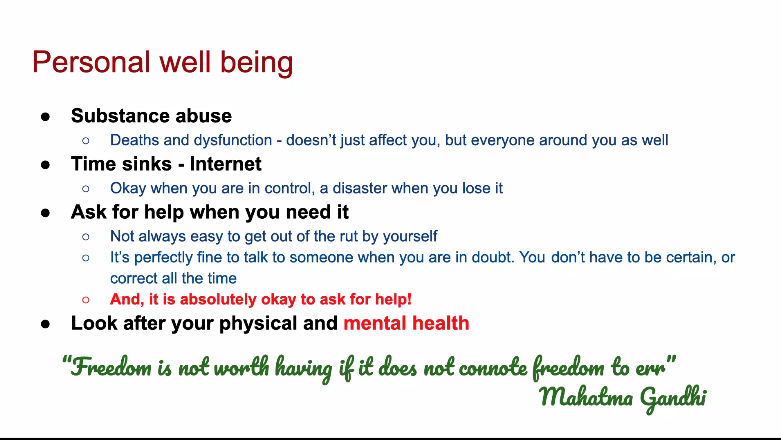 Personal well being
● Substance abuse
○ Deaths and dysfunction - doesn't just affect you, but everyone around you as well
● Time sinks - Internet
○ Okay when you are in control, a disaster when you lose it
● Ask for help when you need it
○ Not always easy to get out of the rut by yourself
○ It's perfectly fine to talk to someone when you are in doubt. You don't have to be certain, or
correct all the time
○ And, it is absolutely okay to ask for help!
● Look after your physical and mental health
"Freedom is not worth having if it does not connote freedom to err"
Mahatma Gandhi